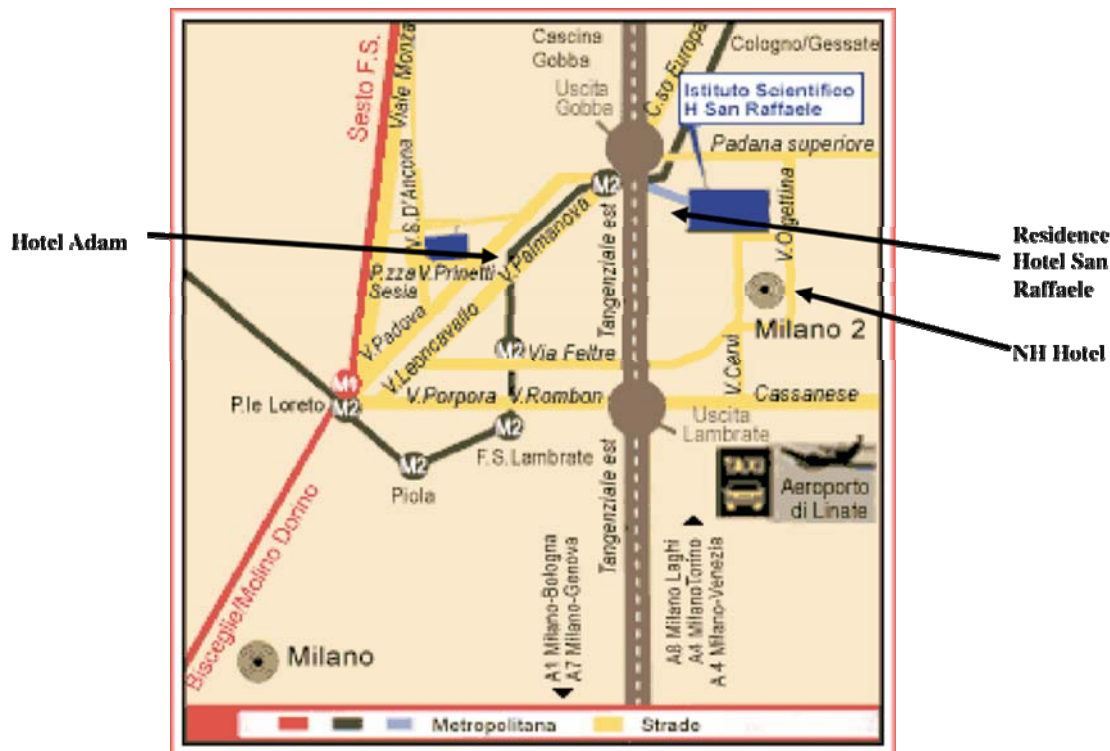 Cascina
Gobba
Cologno/Gessate
Uscita
Gobba
C.so Europa
Istituto Scientifico
H San Raffaele
Sesto F.S.
Viale Monza
Padana superiore
V.S.D'Ancona
M2
V.Palmanova
Tangenziale est
V.Olgettina
Hotel Adam
Residence
Hotel San
Raffaele
P.zza
Sesia
V.Prinetti
V.Padova
V.Leoncavallo
Milano 2
NH Hotel
M2
Via Feltre
V.Cervi
M1
P.le Loreto
M2
V.Porpora
V.Rombon
Cassanese
Uscita
Lambrate
M2
F.S.Lambrate
M2
Piola
TAXI
Aeroporto
di Linate
Tangenziale est
Bisceglie/Molino Dorino
A1 Milano-Bologna
A7 Milano-Genova
A8 Milano Laghi
A4 MilanoTorino
A4 Milano-Venezia
Milano
Metropolitana
Strade